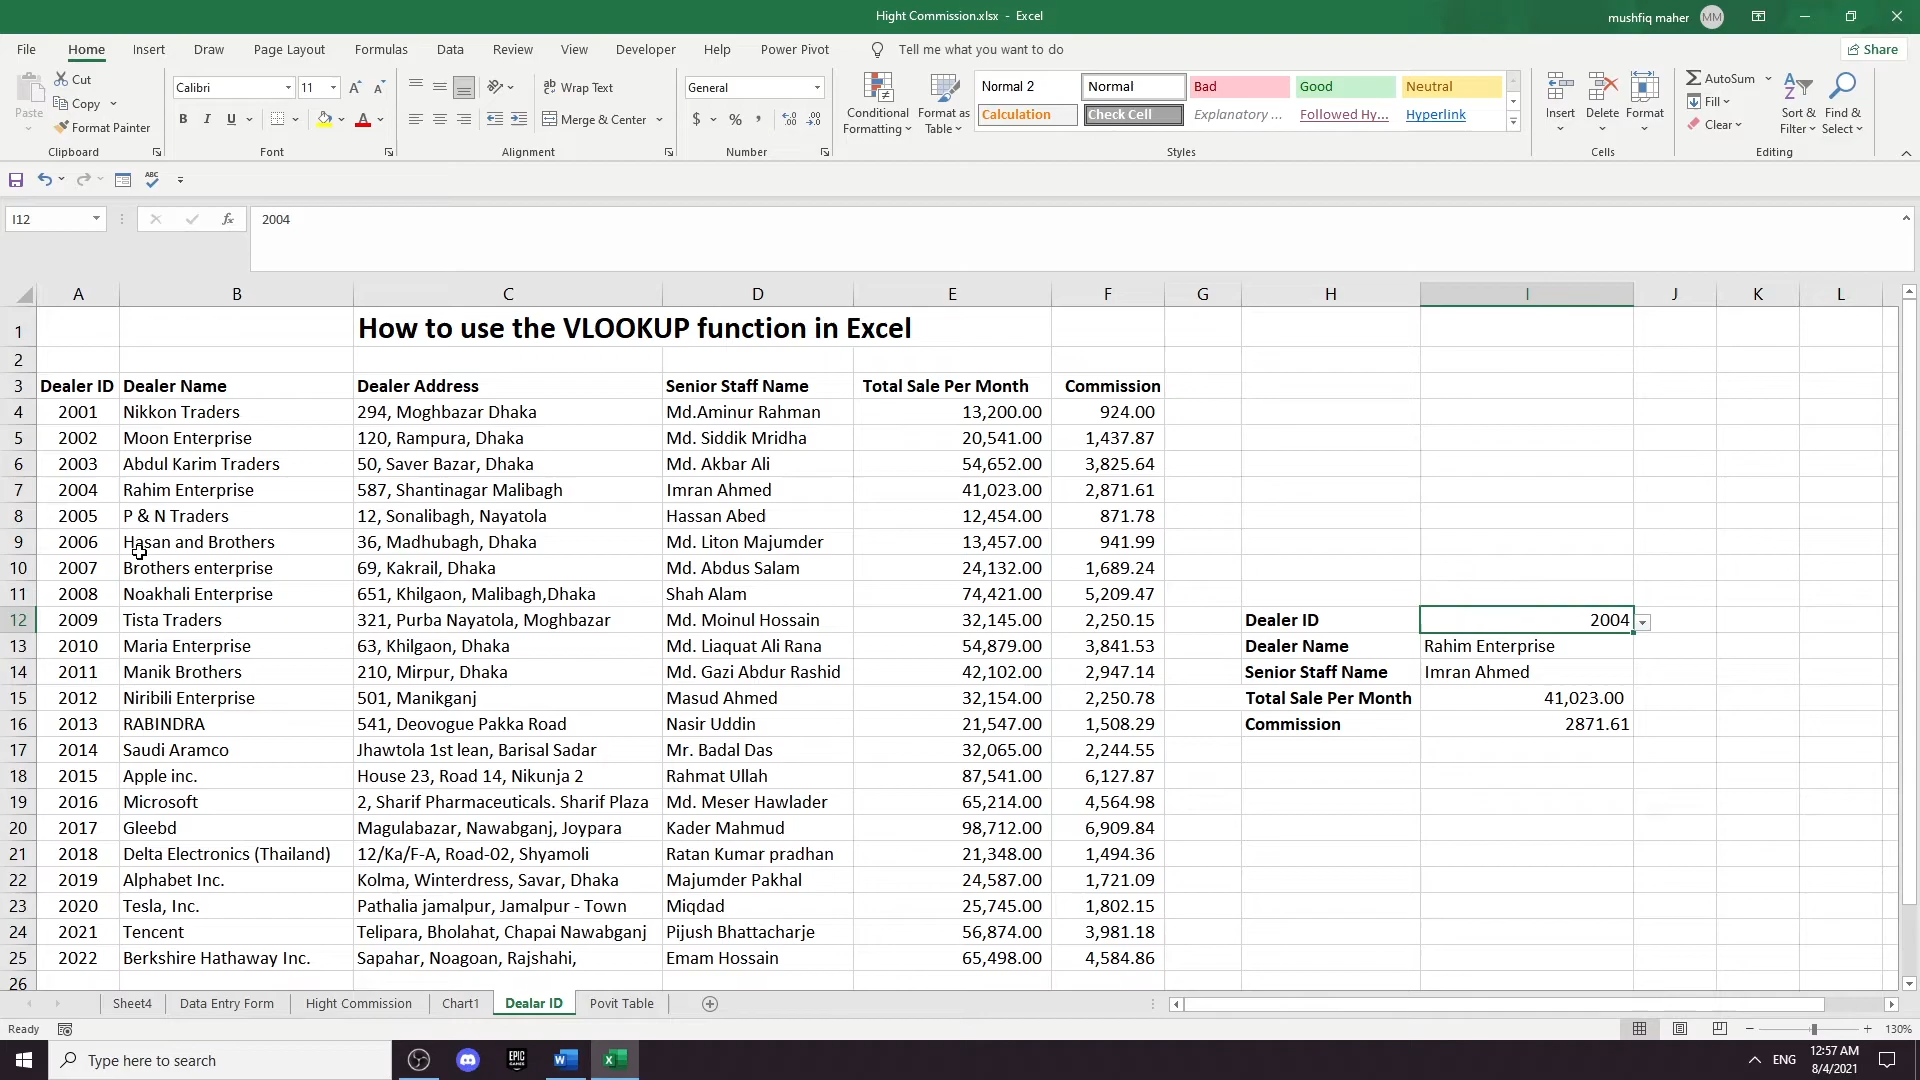 Hight Commission.xlsx - Excel
mushfiq maher
MM
File Home Insert Draw Page Layout Formulas Data Review View Developer Help Power Pivot Tell me what you want to do Share
Paste
Cut
Copy
Format Painter
Clipboard
Calibri 11
B I U
Font
Wrap Text
Merge & Center
Alignment
General
$ % ,
Number
Conditional Formatting
Format as Table
Normal 2 Normal Bad Good Neutral
Calculation Check Cell Explanatory ... Followed Hy... Hyperlink
Styles
Insert Delete Format
Cells
AutoSum
Fill
Clear
Sort & Filter
Find & Select
Editing
I12 fx 2004
A B C D E F G H I J K L
1 How to use the VLOOKUP function in Excel
2
3 Dealer ID Dealer Name Dealer Address Senior Staff Name Total Sale Per Month Commission
4 2001 Nikkon Traders 294, Moghbazar Dhaka Md.Aminur Rahman 13,200.00 924.00
5 2002 Moon Enterprise 120, Rampura, Dhaka Md. Siddik Mridha 20,541.00 1,437.87
6 2003 Abdul Karim Traders 50, Saver Bazar, Dhaka Md. Akbar Ali 54,652.00 3,825.64
7 2004 Rahim Enterprise 587, Shantinagar Malibagh Imran Ahmed 41,023.00 2,871.61
8 2005 P & N Traders 12, Sonalibagh, Nayatola Hassan Abed 12,454.00 871.78
9 2006 Hasan and Brothers 36, Madhubagh, Dhaka Md. Liton Majumder 13,457.00 941.99
10 2007 Brothers enterprise 69, Kakrail, Dhaka Md. Abdus Salam 24,132.00 1,689.24
11 2008 Noakhali Enterprise 651, Khilgaon, Malibagh,Dhaka Shah Alam 74,421.00 5,209.47
12 2009 Tista Traders 321, Purba Nayatola, Moghbazar Md. Moinul Hossain 32,145.00 2,250.15 Dealer ID 2004
13 2010 Maria Enterprise 63, Khilgaon, Dhaka Md. Liaquat Ali Rana 54,879.00 3,841.53 Dealer Name Rahim Enterprise
14 2011 Manik Brothers 210, Mirpur, Dhaka Md. Gazi Abdur Rashid 42,102.00 2,947.14 Senior Staff Name Imran Ahmed
15 2012 Niribili Enterprise 501, Manikganj Masud Ahmed 32,154.00 2,250.78 Total Sale Per Month 41,023.00
16 2013 RABINDRA 541, Deovogue Pakka Road Nasir Uddin 21,547.00 1,508.29 Commission 2871.61
17 2014 Saudi Aramco Jhawtola 1st lean, Barisal Sadar Mr. Badal Das 32,065.00 2,244.55
18 2015 Apple inc. House 23, Road 14, Nikunja 2 Rahmat Ullah 87,541.00 6,127.87
19 2016 Microsoft 2, Sharif Pharmaceuticals. Sharif Plaza Md. Meser Hawlader 65,214.00 4,564.98
20 2017 Gleebd Magulabazar, Nawabganj, Joypara Kader Mahmud 98,712.00 6,909.84
21 2018 Delta Electronics (Thailand) 12/Ka/F-A, Road-02, Shyamoli Ratan Kumar pradhan 21,348.00 1,494.36
22 2019 Alphabet Inc. Kolma, Winterdress, Savar, Dhaka Majumder Pakhal 24,587.00 1,721.09
23 2020 Tesla, Inc. Pathalia jamalpur, Jamalpur - Town Miqdad 25,745.00 1,802.15
24 2021 Tencent Telipara, Bholahat, Chapai Nawabganj Pijush Bhattacharje 56,874.00 3,981.18
25 2022 Berkshire Hathaway Inc. Sapahar, Noagoan, Rajshahi, Emam Hossain 65,498.00 4,584.86
26
Sheet4 Data Entry Form Hight Commission Chart1 Dealar ID Povit Table
Ready 130%
Type here to search
EPIC GAMES
ENG
12:57 AM
8/4/2021